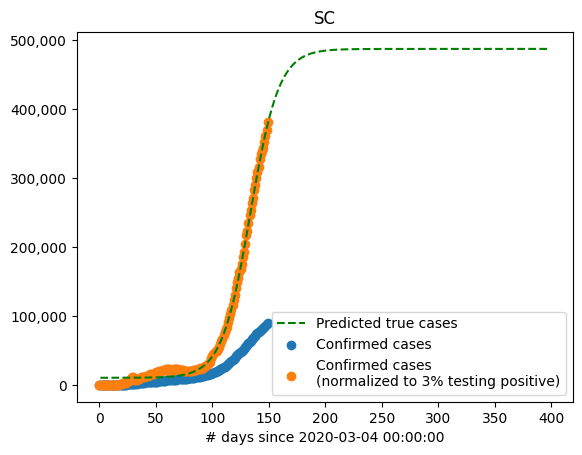 SC
500,000
400,000
300,000
200,000
100,000
0
Predicted true cases
Confirmed cases
Confirmed cases
(normalized to 3% testing positive)
0 50 100 150 200 250 300 350 400
# days since 2020-03-04 00:00:00